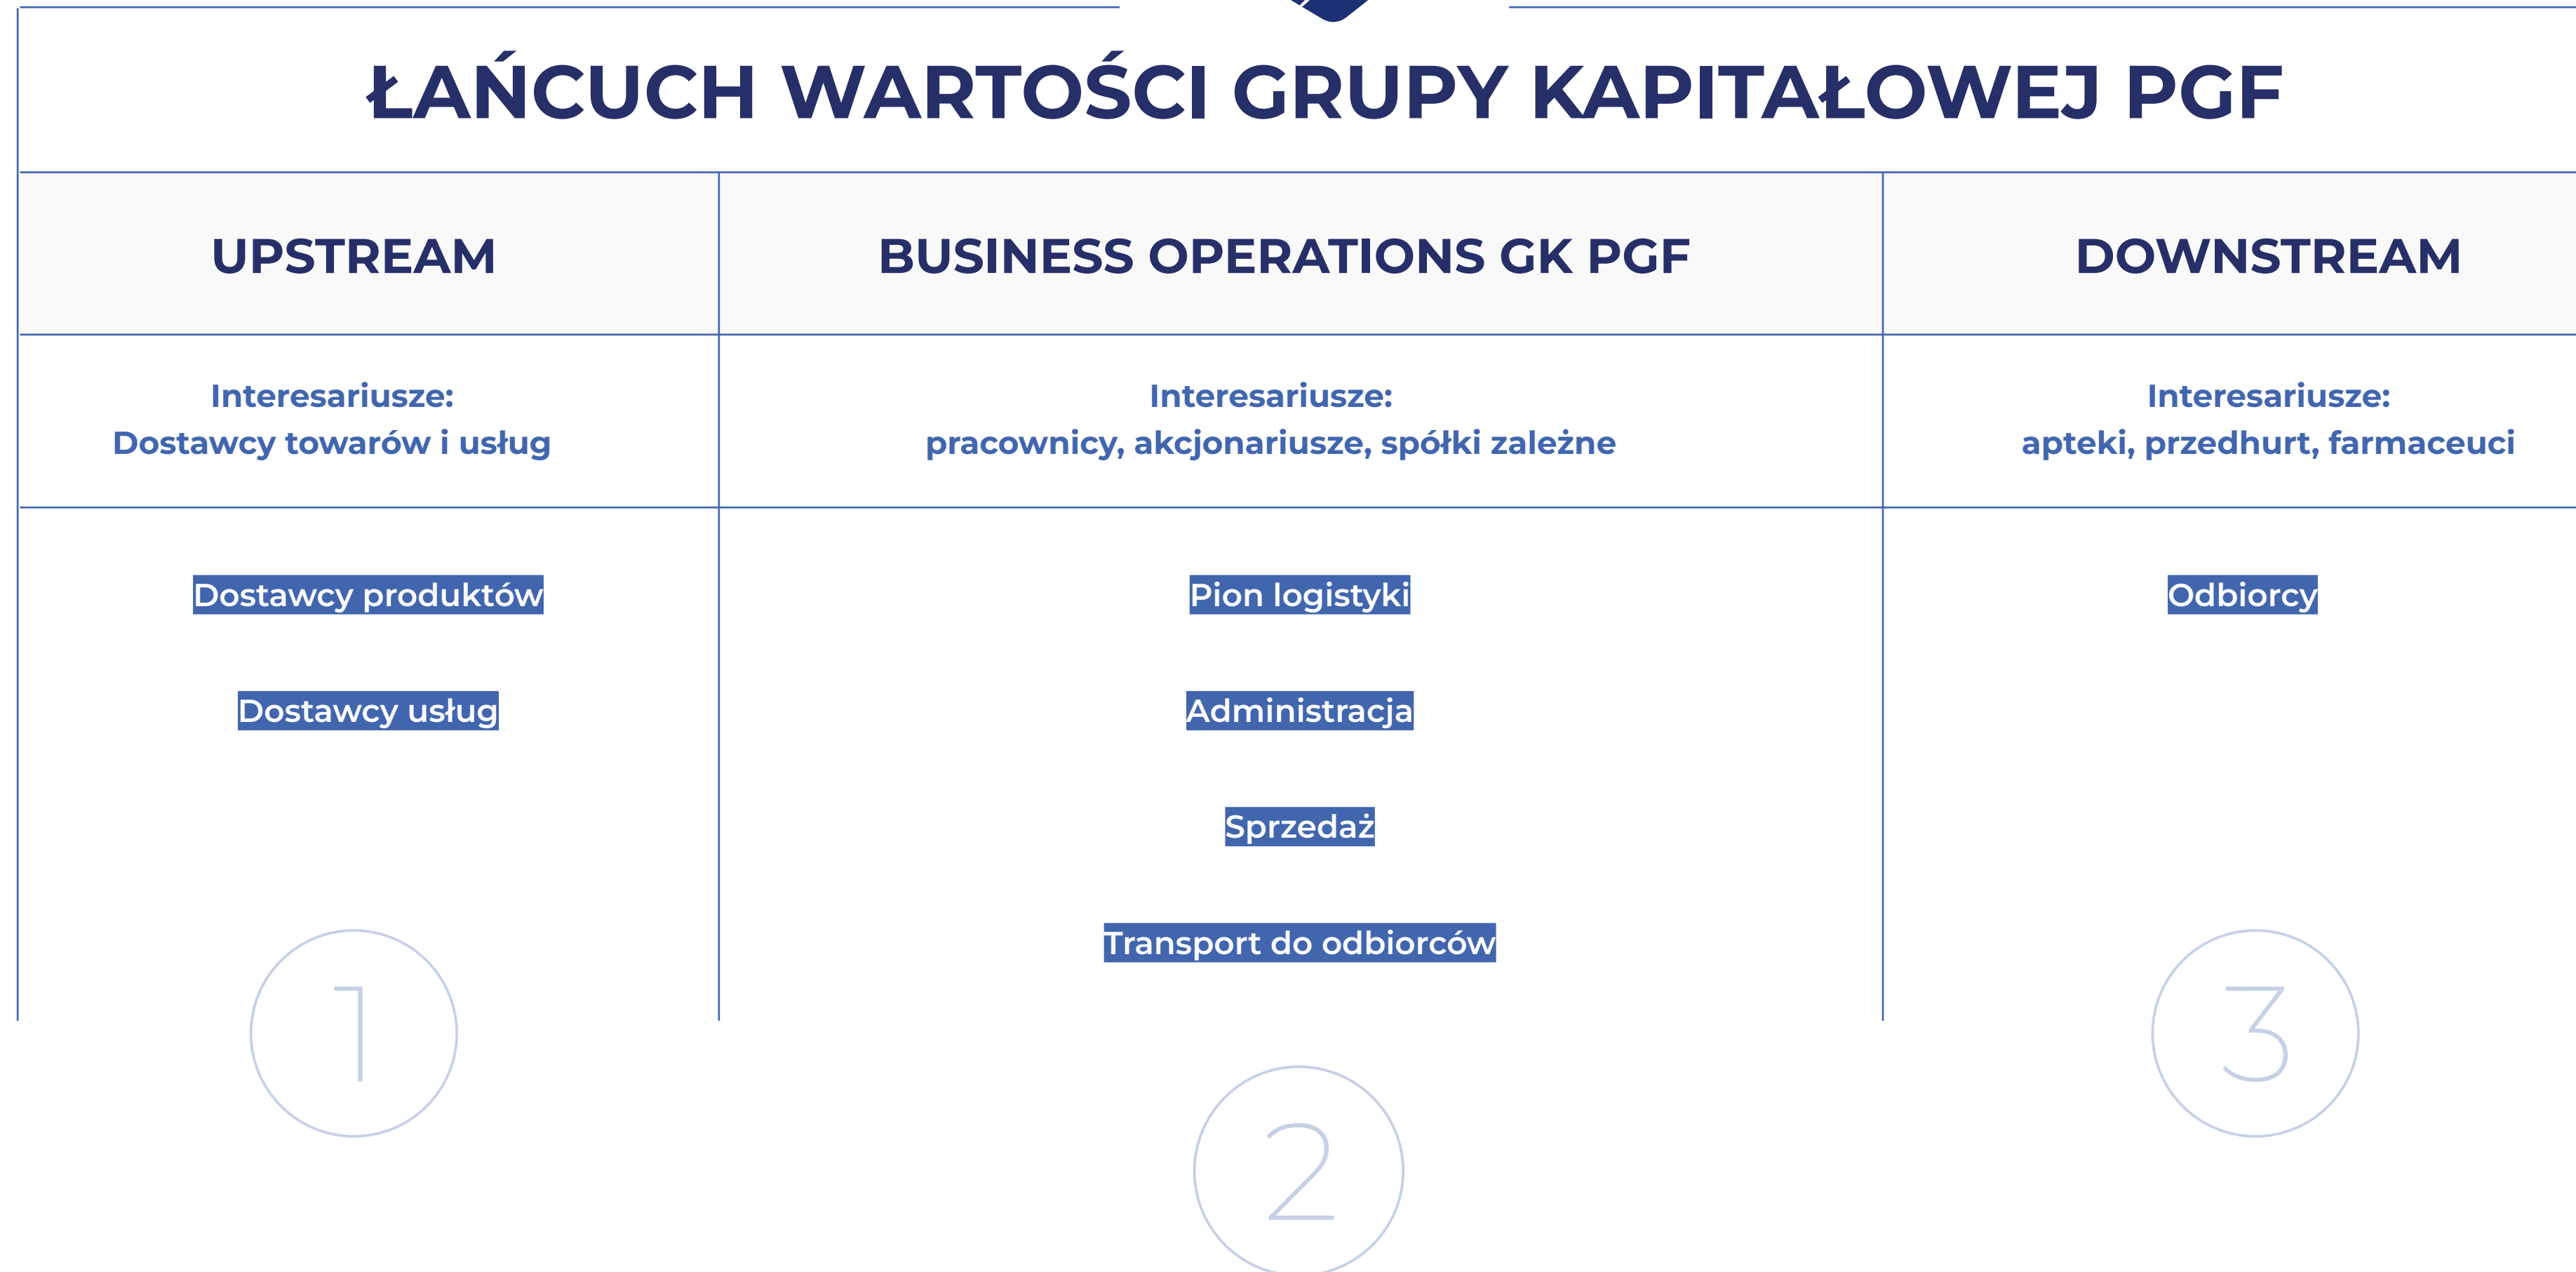 ŁAŃCUCH WARTOŚCI GRUPY KAPITAŁOWEJ PGF
UPSTREAM
BUSINESS OPERATIONS GK PGF
DOWNSTREAM
Interesariusze:
Dostawcy towarów i usług
Interesariusze:
pracownicy, akcjonariusze, spółki zależne
Interesariusze:
apteki, przedhurt, farmaceuci
Dostawcy produktów
Dostawcy usług
1
Pion logistyki
Administracja
Sprzedaż
Transport do odbiorców
2
Odbiorcy
3